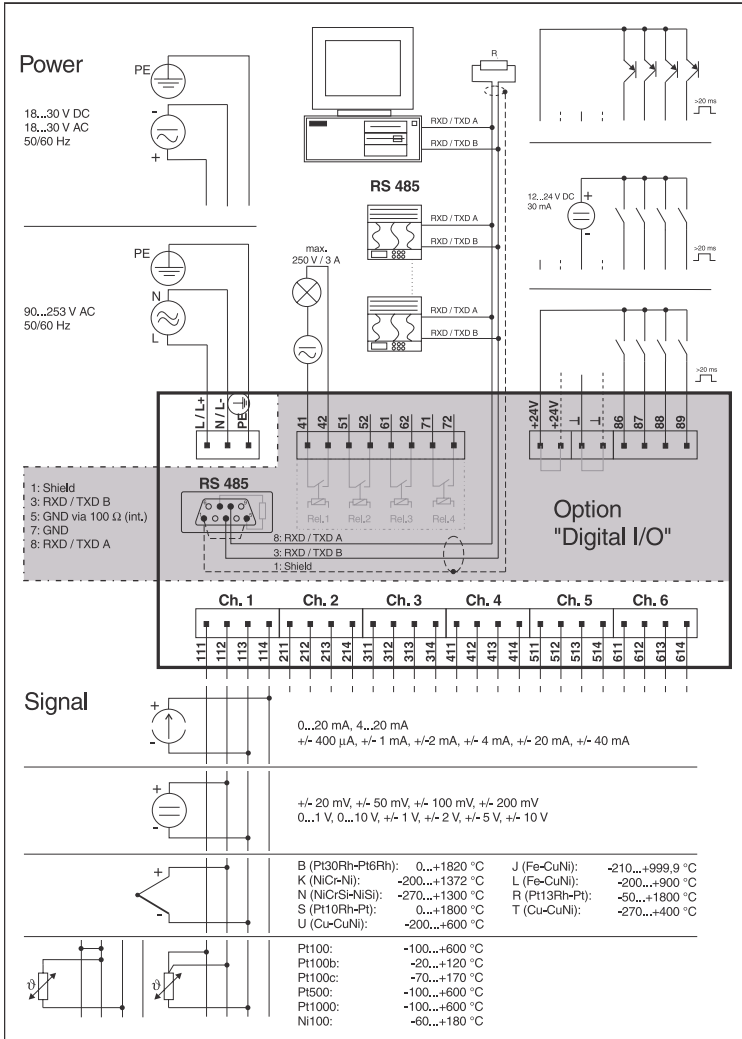 Power
PE
18...30 V DC
18...30 V AC
50/60 Hz
-
+
PE
N
90...253 V AC
50/60 Hz
L
R
RXD / TXD A
RXD / TXD B
RS 485
RXD / TXD A
RXD / TXD B
max.
250 V / 3 A
RXD / TXD A
RXD / TXD B
>20 ms
12...24 V DC
30 mA
+
-
>20 ms
>20 ms
L / L+
N / L-
PE
41
42
51
52
61
62
71
72
+24V
+24V
86
87
88
89
Rel.1
Rel.2
Rel.3
Rel.4
RS 485
1: Shield
3: RXD / TXD B
5: GND via 100 Ω (int.)
7: GND
8: RXD / TXD A
8: RXD / TXD A
3: RXD / TXD B
1: Shield
Option
"Digital I/O"
Ch. 1 Ch. 2 Ch. 3 Ch. 4 Ch. 5 Ch. 6
111 112 113 114 211 212 213 214 311 312 313 314 411 412 413 414 511 512 513 514 611 612 613 614
Signal
+
-
0...20 mA, 4...20 mA
+/- 400 µA, +/- 1 mA, +/-2 mA, +/- 4 mA, +/- 20 mA, +/- 40 mA
+
-
+/- 20 mV, +/- 50 mV, +/- 100 mV, +/- 200 mV
0...1 V, 0...10 V, +/- 1 V, +/- 2 V, +/- 5 V, +/- 10 V
+
-
B (Pt30Rh-Pt6Rh): 0...+1820 °C J (Fe-CuNi): -210...+999,9 °C
K (NiCr-Ni): -200...+1372 °C L (Fe-CuNi): -200...+900 °C
N (NiCrSi-NiSi): -270...+1300 °C R (Pt13Rh-Pt): -50...+1800 °C
S (Pt10Rh-Pt): 0...+1800 °C T (Cu-CuNi): -270...+400 °C
U (Cu-CuNi): -200...+600 °C
ϑ
ϑ
Pt100: -100...+600 °C
Pt100b: -20...+120 °C
Pt100c: -70...+170 °C
Pt500: -100...+600 °C
Pt1000: -100...+600 °C
Ni100: -60...+180 °C